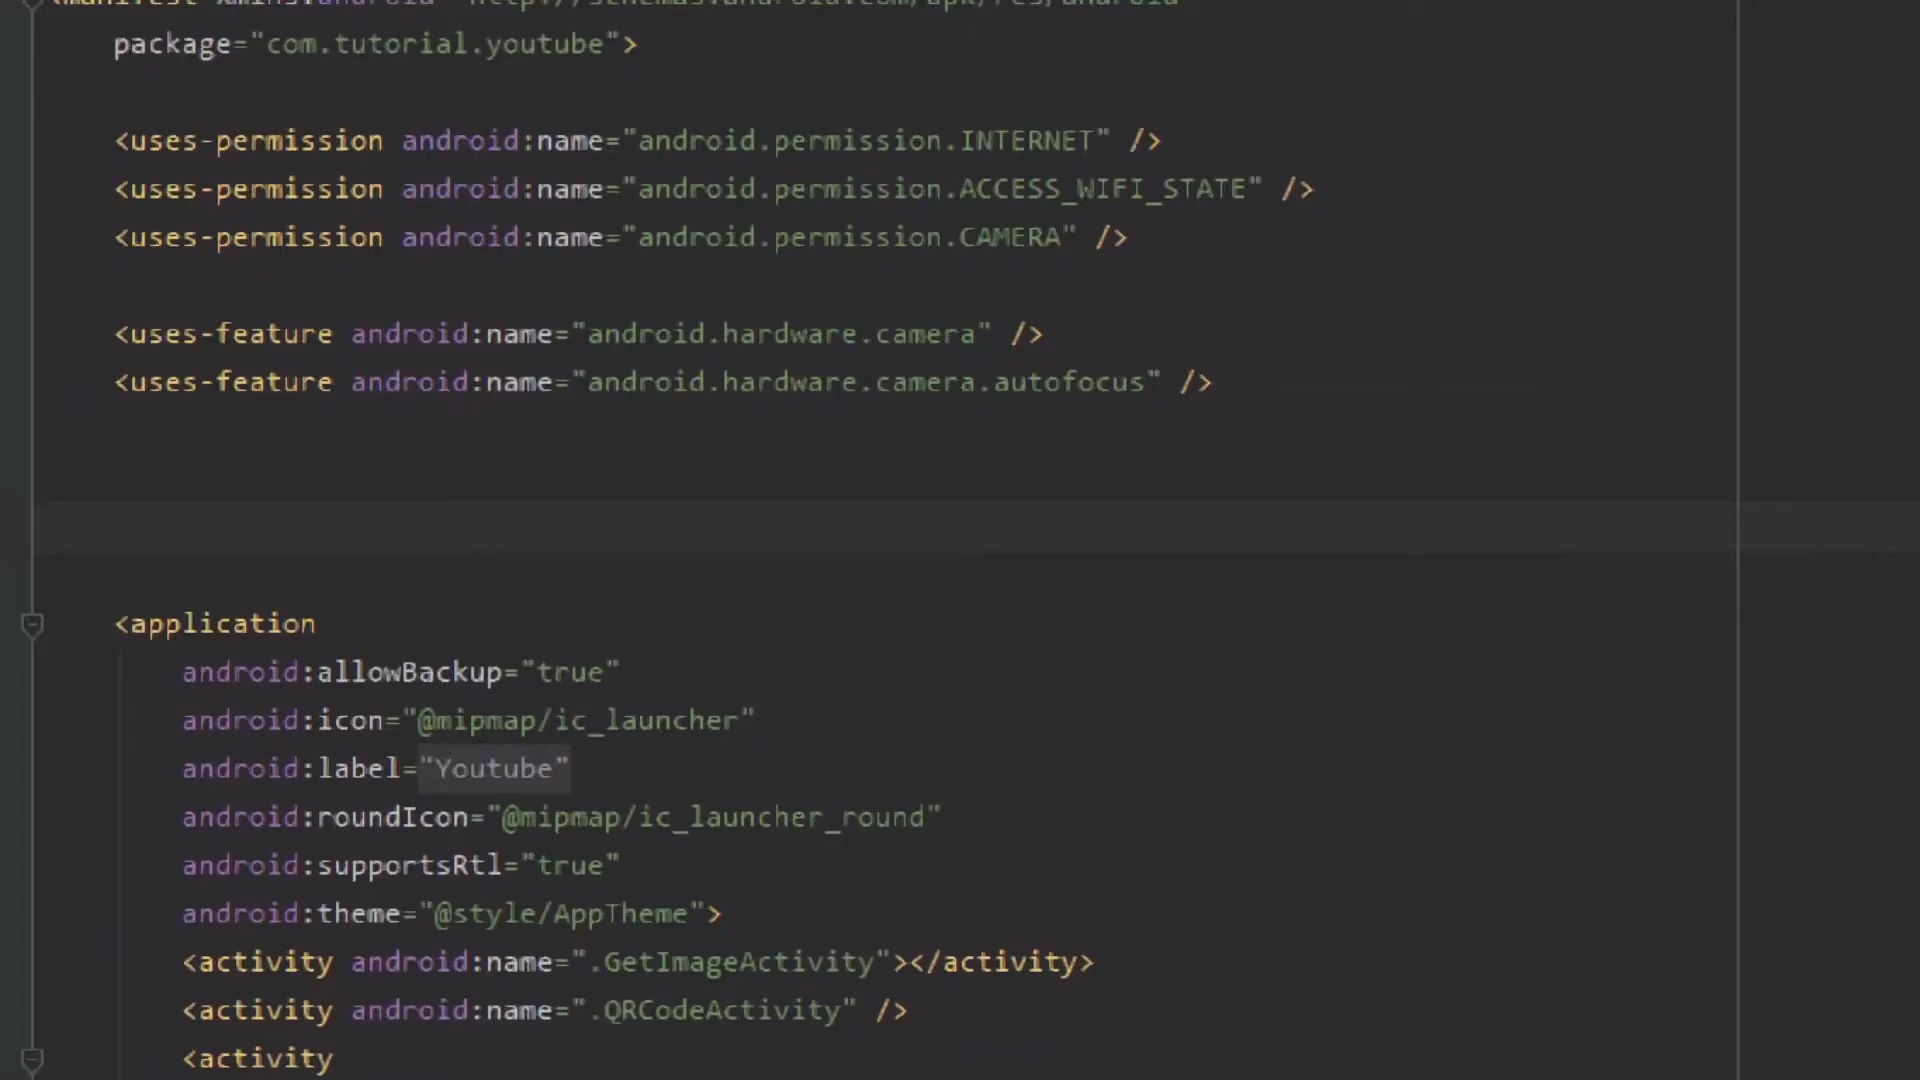 package="com.tutorial.youtube">
<uses-permission android:name="android.permission.INTERNET" />
<uses-permission android:name="android.permission.ACCESS_WIFI_STATE" />
<uses-permission android:name="android.permission.CAMERA" />
<uses-feature android:name="android.hardware.camera" />
<uses-feature android:name="android.hardware.camera.autofocus" />
<application
android:allowBackup="true"
android:icon="@mipmap/ic_launcher"
android:label="Youtube"
android:roundIcon="@mipmap/ic_launcher_round"
android:supportsRtl="true"
android:theme="@style/AppTheme">
<activity android:name=".GetImageActivity"></activity>
<activity android:name=".QRCodeActivity" />
<activity